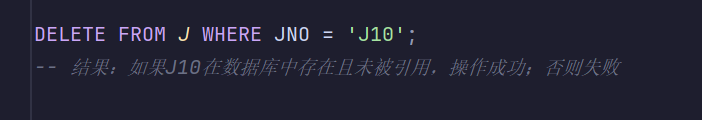 DELETE FROM J WHERE JNO = 'J10';
-- 结果：如果J10在数据库中存在且未被引用，操作成功；否则失败